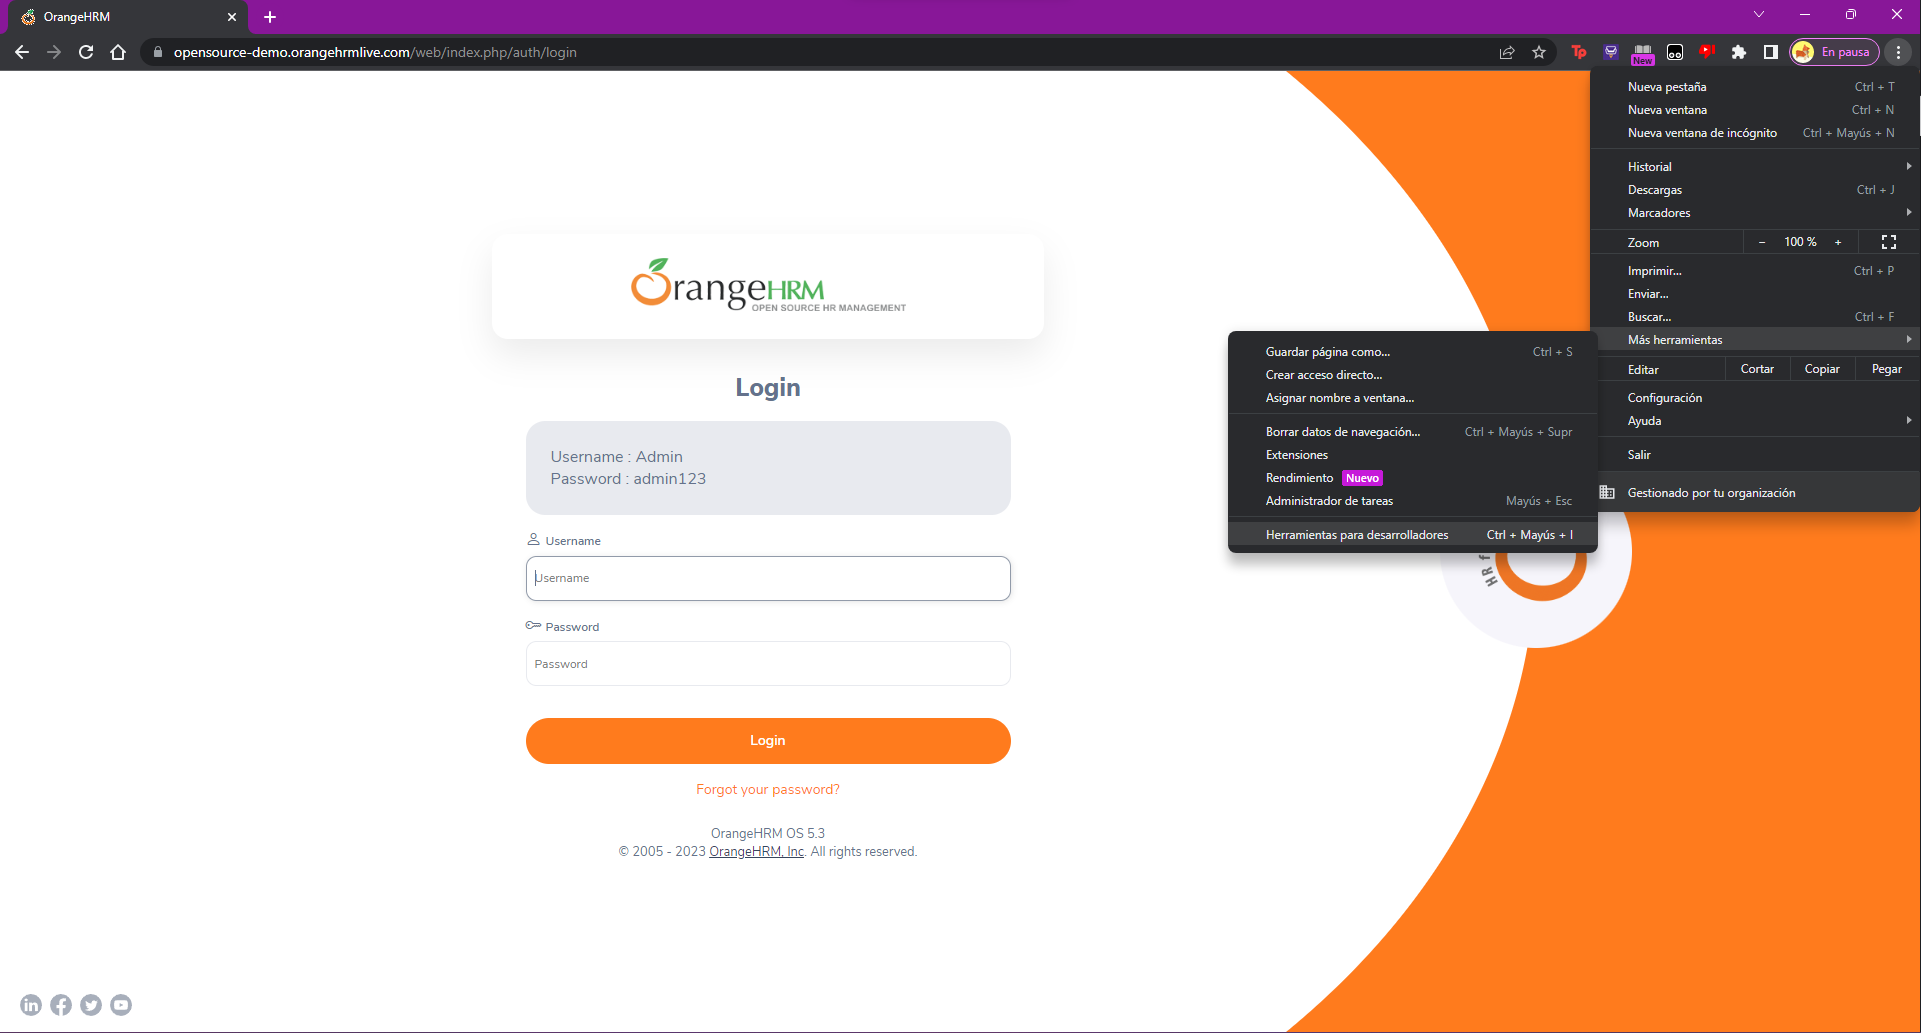 OrangeHRM
opensource-demo.orangehrmlive.com/web/index.php/auth/login
Tp
New
En pausa
Nueva pestaña Ctrl + T
Nueva ventana Ctrl + N
Nueva ventana de incógnito Ctrl + Mayús + N
Historial
Descargas Ctrl + J
Marcadores
Zoom − 100 % +
Imprimir... Ctrl + P
Enviar...
Buscar... Ctrl + F
Más herramientas
Editar Cortar Copiar Pegar
Configuración
Ayuda
Salir
Gestionado por tu organización
Guardar página como... Ctrl + S
Crear acceso directo...
Asignar nombre a ventana...
Borrar datos de navegación... Ctrl + Mayús + Supr
Extensiones
Rendimiento Nuevo
Administrador de tareas Mayús + Esc
Herramientas para desarrolladores Ctrl + Mayús + I
OrangeHRM
OPEN SOURCE HR MANAGEMENT
Login
Username : Admin
Password : admin123
Username
Username
Password
Password
Login
Forgot your password?
OrangeHRM OS 5.3
© 2005 - 2023 OrangeHRM, Inc. All rights reserved.
HR
in